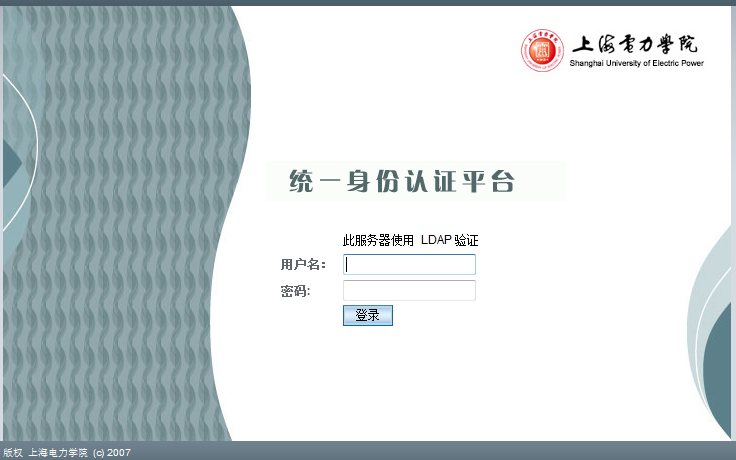 上海电力学院
Shanghai University of Electric Power
统一身份认证平台
此服务器使用 LDAP 验证
用户名:
密码:
登录
版权 上海电力学院 (c) 2007